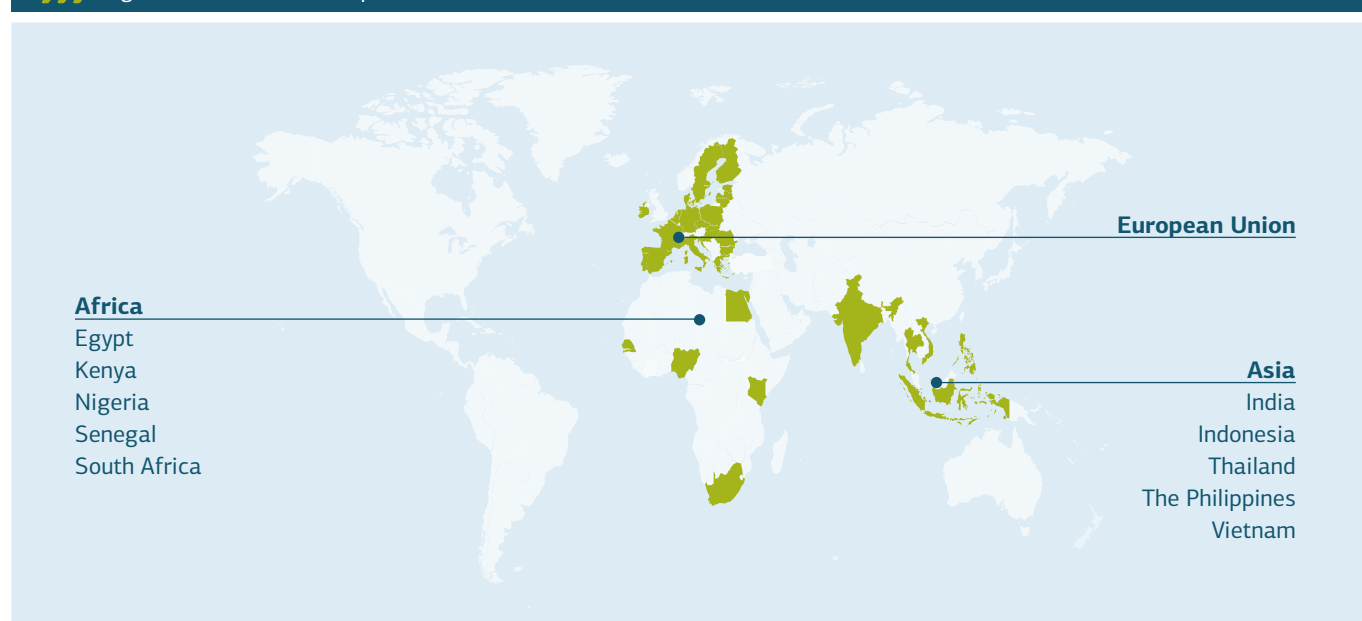 Africa
Egypt
Kenya
Nigeria
Senegal
South Africa
European Union
Asia
India
Indonesia
Thailand
The Philippines
Vietnam